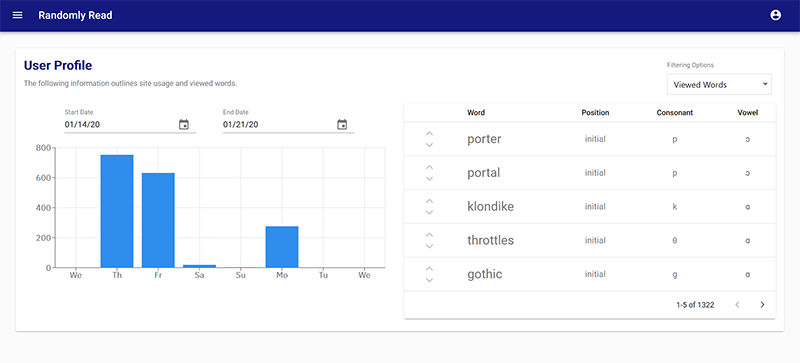 Randomly Read
User Profile
The following information outlines site usage and viewed words.
Filtering Options
Viewed Words
Start Date
01/14/20
End Date
01/21/20
800
600
400
200
0
We Th Fr Sa Su Mo Tu We
Word Position Consonant Vowel
porter initial p ɔ
portal initial p ɔ
klondike initial k ɑ
throttles initial θ ɑ
gothic initial g ɑ
1-5 of 1322